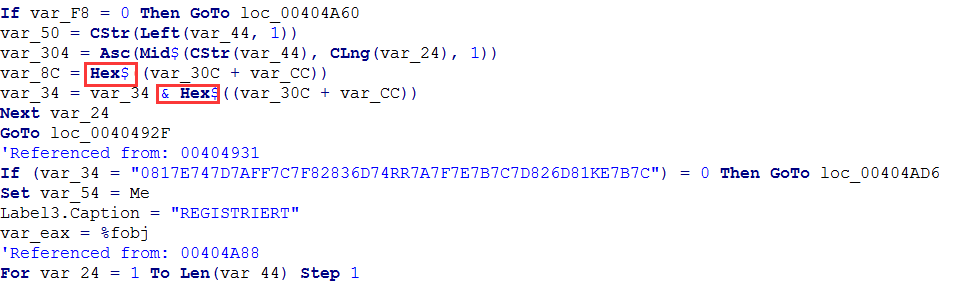 If var_F8 = 0 Then GoTo loc_00404A60
var_50 = CStr(Left(var_44, 1))
var_304 = Asc(Mid$(CStr(var_44), CLng(var_24), 1))
var_8C = Hex$((var_30C + var_CC))
var_34 = var_34 & Hex$((var_30C + var_CC))
Next var_24
GoTo loc_0040492F
'Referenced from: 00404931
If (var_34 = "0817E747D7AFF7C7F82836D74RR7A7F7E7B7C7D826D81KE7B7C") = 0 Then GoTo loc_00404AD6
Set var_54 = Me
Label3.Caption = "REGISTRIERT"
var_eax = %fobj
'Referenced from: 00404A88
For var_24 = 1 To Len(var_44) Step 1